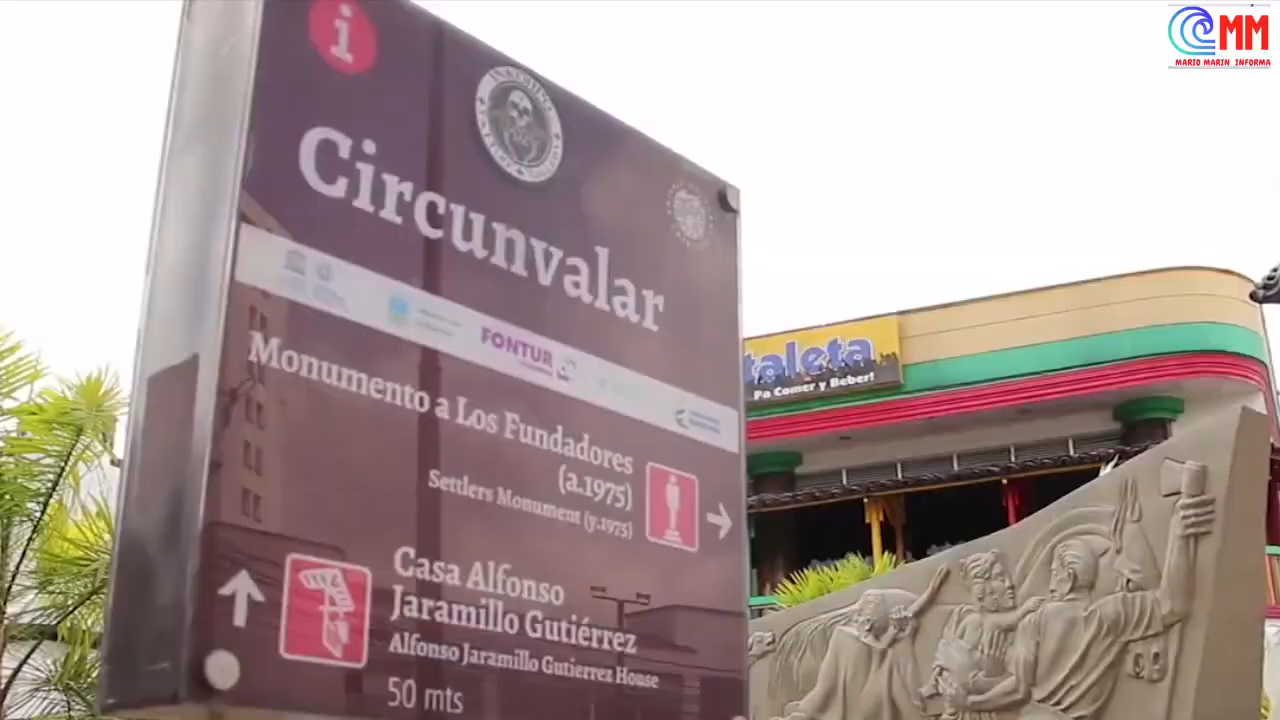 MM
MARIO MARIN INFORMA
i
Circunvalar
FONTUR
Monumento a Los Fundadores
(a.1975)
Settlers Monument (y.1975)
Casa Alfonso
Jaramillo Gutiérrez
Alfonso Jaramillo Gutierrez House
50 mts
taleta
Pa Comer y Beber!